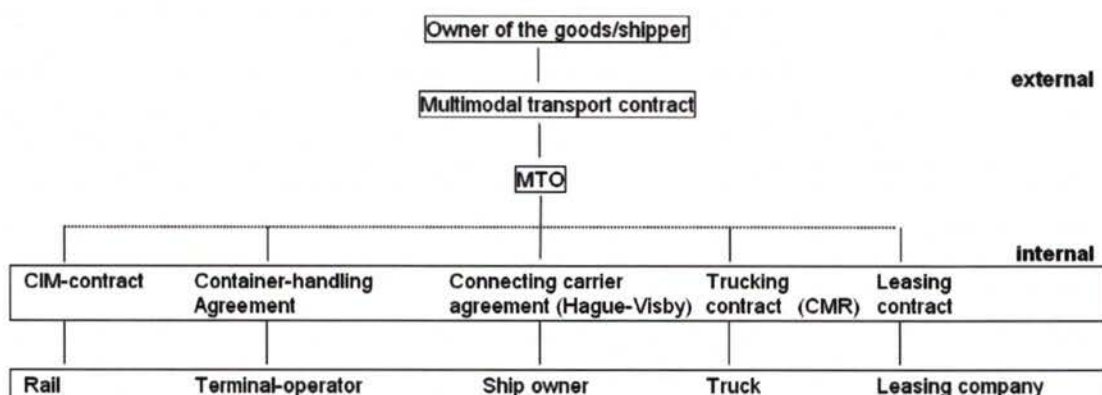 Owner of the goods/shipper
external
Multimodal transport contract
MTO
internal
CIM-contract Container-handling Connecting carrier Trucking Leasing
Agreement agreement (Hague-Visby) contract (CMR) contract
Rail Terminal-operator Ship owner Truck Leasing company